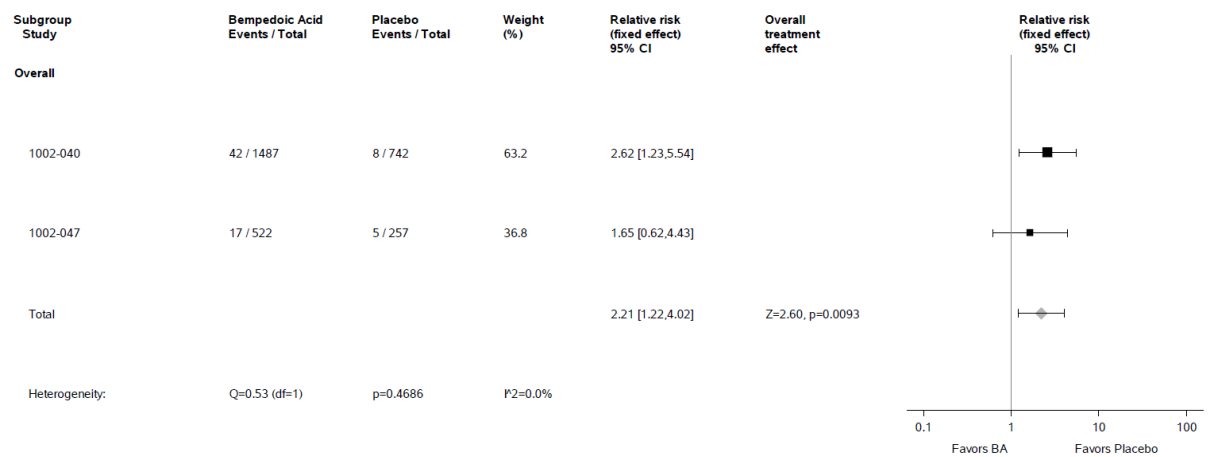 Subgroup Bempedoic Acid Placebo Weight Relative risk Overall Relative risk
Study Events / Total Events / Total (%) (fixed effect) treatment (fixed effect)
95% CI effect 95% CI
Overall
1002-040 42 / 1487 8 / 742 63.2 2.62 [1.23,5.54]
1002-047 17 / 522 5 / 257 36.8 1.65 [0.62,4.43]
Total 2.21 [1.22,4.02] Z=2.60, p=0.0093
Heterogeneity: Q=0.53 (df=1) p=0.4686 I^2=0.0%
0.1 1 10 100
Favors BA Favors Placebo